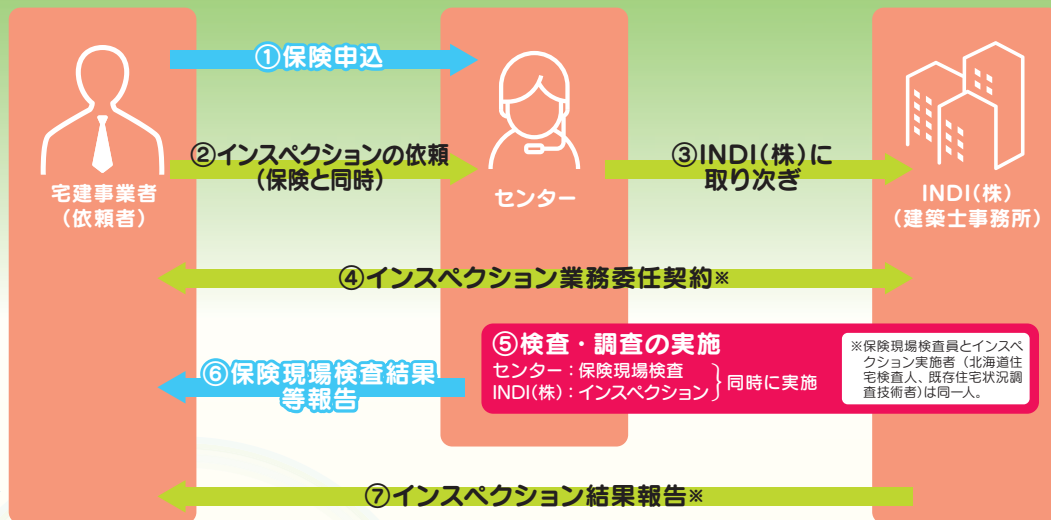 ①保険申込
②インスペクションの依頼
(保険と同時)
③INDI(株)に
取り次ぎ
宅建事業者
(依頼者)
センター
INDI(株)
(建築士事務所)
④インスペクション業務委任契約※
⑤検査・調査の実施
センター:保険現場検査
INDI(株):インスペクション
同時に実施
※保険現場検査員とインスペ
クション実施者(北海道住
宅検査人、既存住宅状況調
査技術者)は同一人。
⑥保険現場検査結果
等報告
⑦インスペクション結果報告※